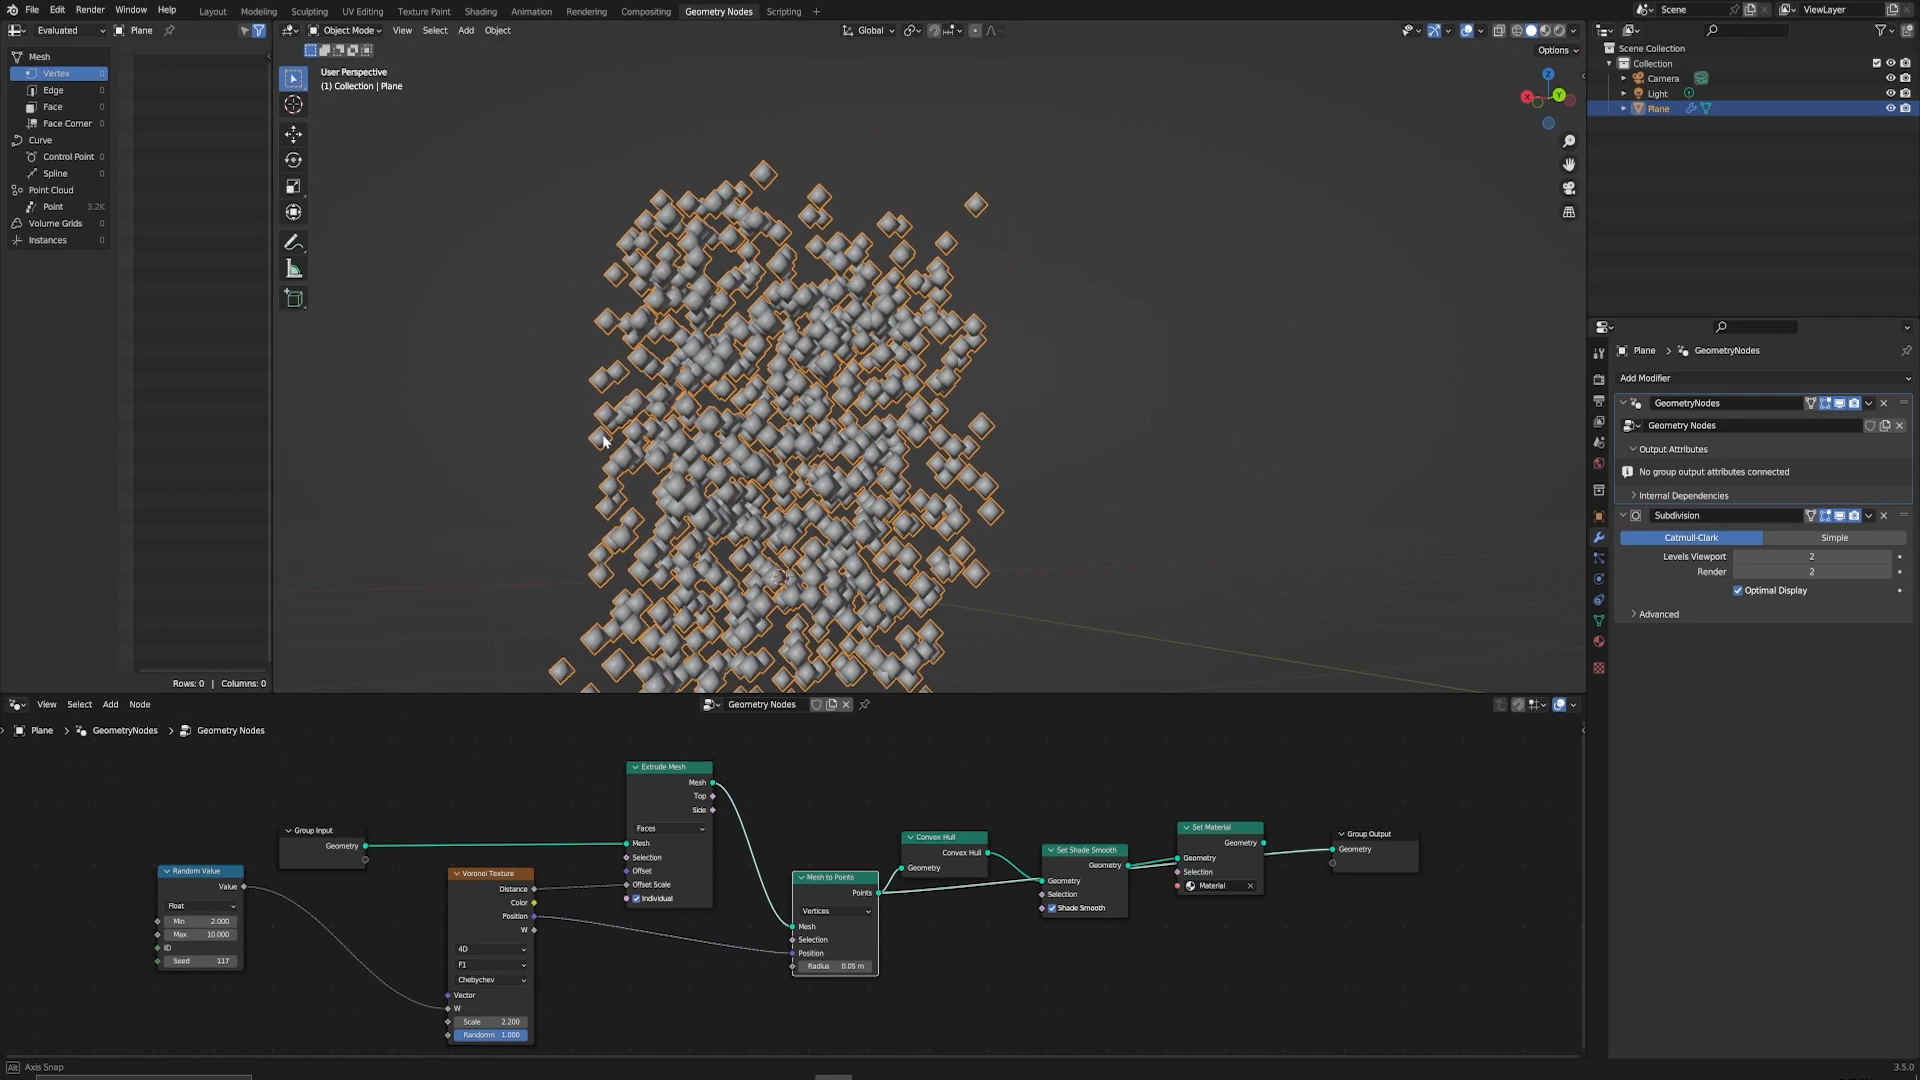 File Edit Render Window Help Layout Modeling Sculpting UV Editing Texture Paint Shading Animation Rendering Compositing Geometry Nodes Scripting +
Scene
ViewLayer
Evaluated
Plane
Mesh
Vertex 0
Edge 0
Face 0
Face Corner 0
Curve
Control Point 0
Spline 0
Point Cloud
Point 3.2K
Volume Grids 0
Instances 0
Rows: 0 | Columns: 0
Object Mode View Select Add Object
Global
Options
User Perspective
(1) Collection | Plane
Z
X
Y
Scene Collection
Collection
Camera
Light
Plane
Plane > GeometryNodes
Add Modifier
GeometryNodes
Geometry Nodes
Output Attributes
No group output attributes connected
Internal Dependencies
Subdivision
Catmull-Clark Simple
Levels Viewport 2
Render 2
Optimal Display
Advanced
View Select Add Node
Geometry Nodes
Plane > GeometryNodes > Geometry Nodes
Random Value
Value
Float
Min 2.000
Max 10.000
ID
Seed 117
Group Input
Geometry
Voronoi Texture
Distance
Color
Position
W
4D
F1
Chebychev
Vector
W
Scale 2.200
Randomn 1.000
Extrude Mesh
Mesh
Top
Side
Faces
Mesh
Selection
Offset
Offset Scale
Individual
Mesh to Points
Points
Vertices
Mesh
Selection
Position
Radius 0.05 m
Convex Hull
Convex Hull
Geometry
Set Shade Smooth
Geometry
Geometry
Selection
Shade Smooth
Set Material
Geometry
Geometry
Selection
Material
Group Output
Geometry
Alt Axis Snap
3.5.0